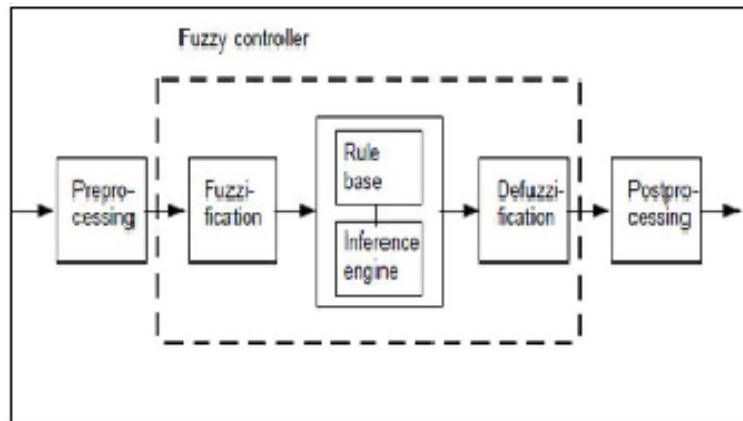 Fuzzy controller
Prepro-
cessing
Fuzzi-
fication
Rule
base
Inference
engine
Defuzzi-
fication
Postpro-
cessing